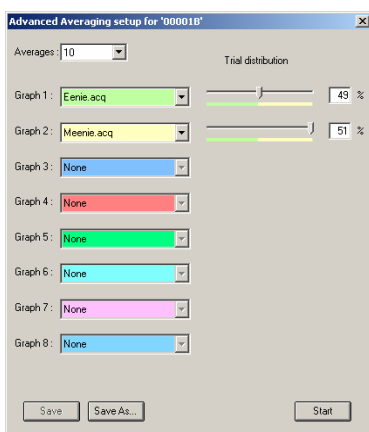 Advanced Averaging setup for '00001B'
Averages : 10
Trial distribution
Graph 1 : Eenie.acq 49 %
Graph 2 : Meenie.acq 51 %
Graph 3 : None
Graph 4 : None
Graph 5 : None
Graph 6 : None
Graph 7 : None
Graph 8 : None
Save Save As... Start